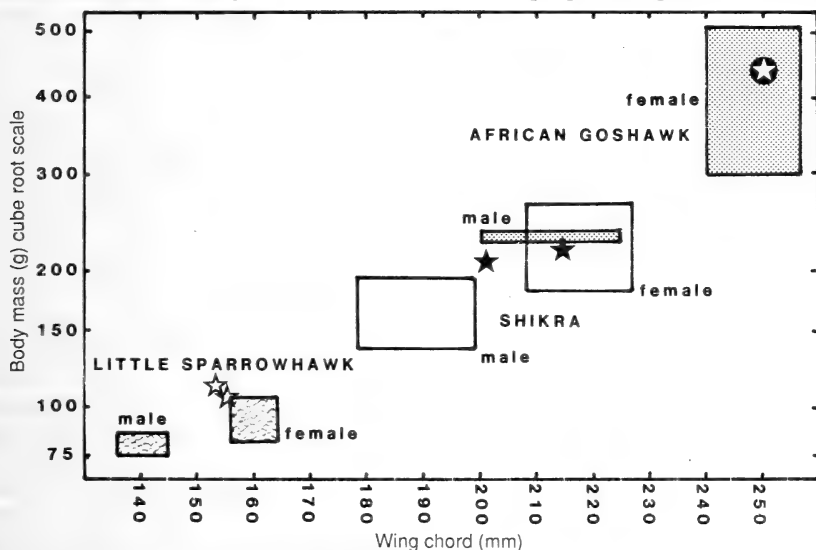 500
400
300
200
150
100
75
Body mass (g) cube root scale
female
AFRICAN GOSHAWK
male
female
SHIKRA
male
LITTLE SPARROWHAWK
male
female
140
150
160
170
180
190
200
210
220
230
240
250
Wing chord (mm)